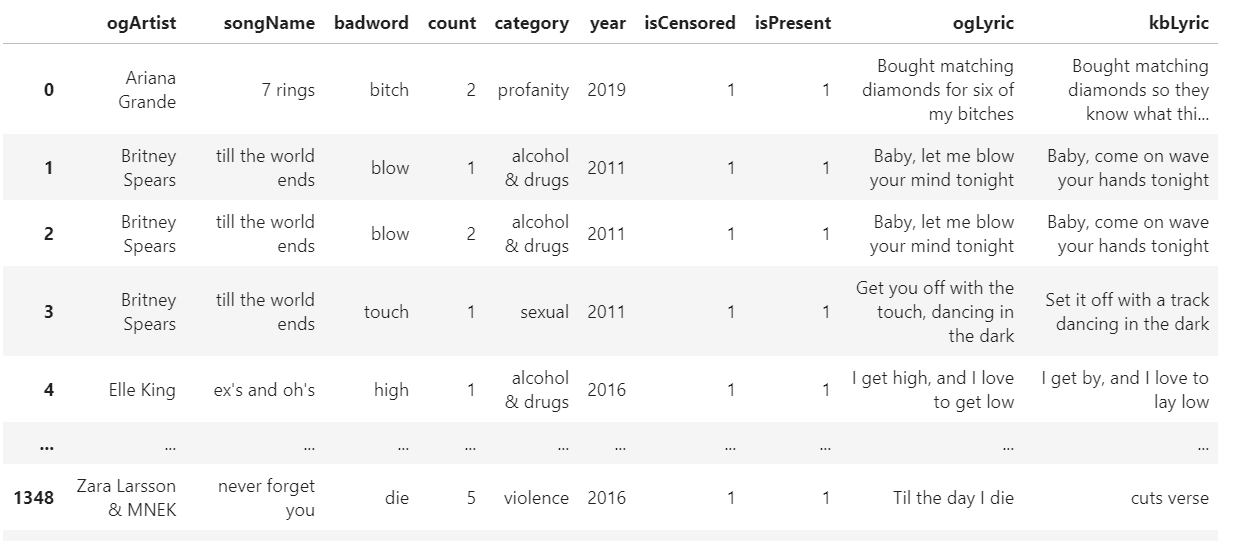 ogArtist songName badword count category year isCensored isPresent ogLyric kbLyric
0 Ariana Grande 7 rings bitch 2 profanity 2019 1 1 Bought matching diamonds for six of my bitches Bought matching diamonds so they know what thi...
1 Britney Spears till the world ends blow 1 alcohol & drugs 2011 1 1 Baby, let me blow your mind tonight Baby, come on wave your hands tonight
2 Britney Spears till the world ends blow 2 alcohol & drugs 2011 1 1 Baby, let me blow your mind tonight Baby, come on wave your hands tonight
3 Britney Spears till the world ends touch 1 sexual 2011 1 1 Get you off with the touch, dancing in the dark Set it off with a track dancing in the dark
4 Elle King ex's and oh's high 1 alcohol & drugs 2016 1 1 I get high, and I love to get low I get by, and I love to lay low
... ... ... ... ... ... ... ... ... ... ...
1348 Zara Larsson & MNEK never forget you die 5 violence 2016 1 1 Til the day I die cuts verse